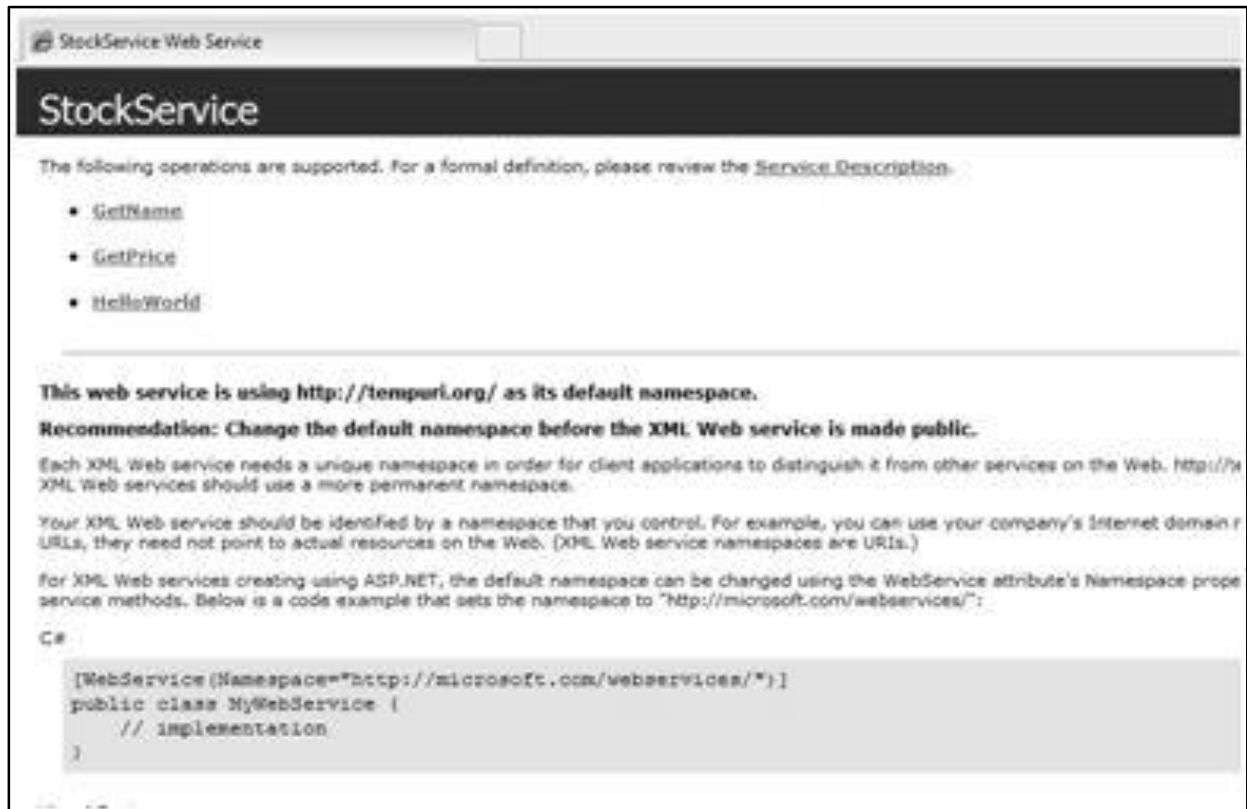 StockService Web Service
StockService
The following operations are supported. For a formal definition, please review the Service Description.
• GetName
• GetPrice
• HelloWorld
This web service is using http://tempuri.org/ as its default namespace.
Recommendation: Change the default namespace before the XML Web service is made public.
Each XML Web service needs a unique namespace in order for client applications to distinguish it from other services on the Web. http://
XML Web services should use a more permanent namespace.
Your XML Web service should be identified by a namespace that you control. For example, you can use your company's Internet domain
URLs, they need not point to actual resources on the Web. (XML Web service namespaces are URIs.)
For XML Web services creating using ASP.NET, the default namespace can be changed using the WebService attribute's Namespace prope
service methods. Below is a code example that sets the namespace to "http://microsoft.com/webservices/":
C#
[WebService(Namespace="http://microsoft.com/webservices/")]
public class MyWebService {
// implementation
}